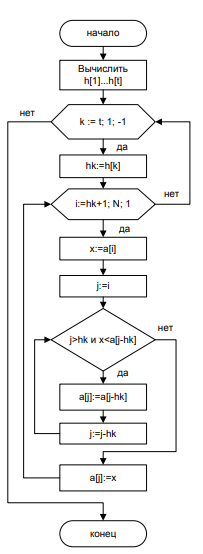 начало
Вычислить
h[1]...h[t]
нет
k := t; 1; -1
да
hk:=h[k]
нет
i:=hk+1; N; 1
да
x:=a[i]
j:=i
нет
j>hk и x<a[j-hk]
да
a[j]:=a[j-hk]
j:=j-hk
a[j]:=x
конец